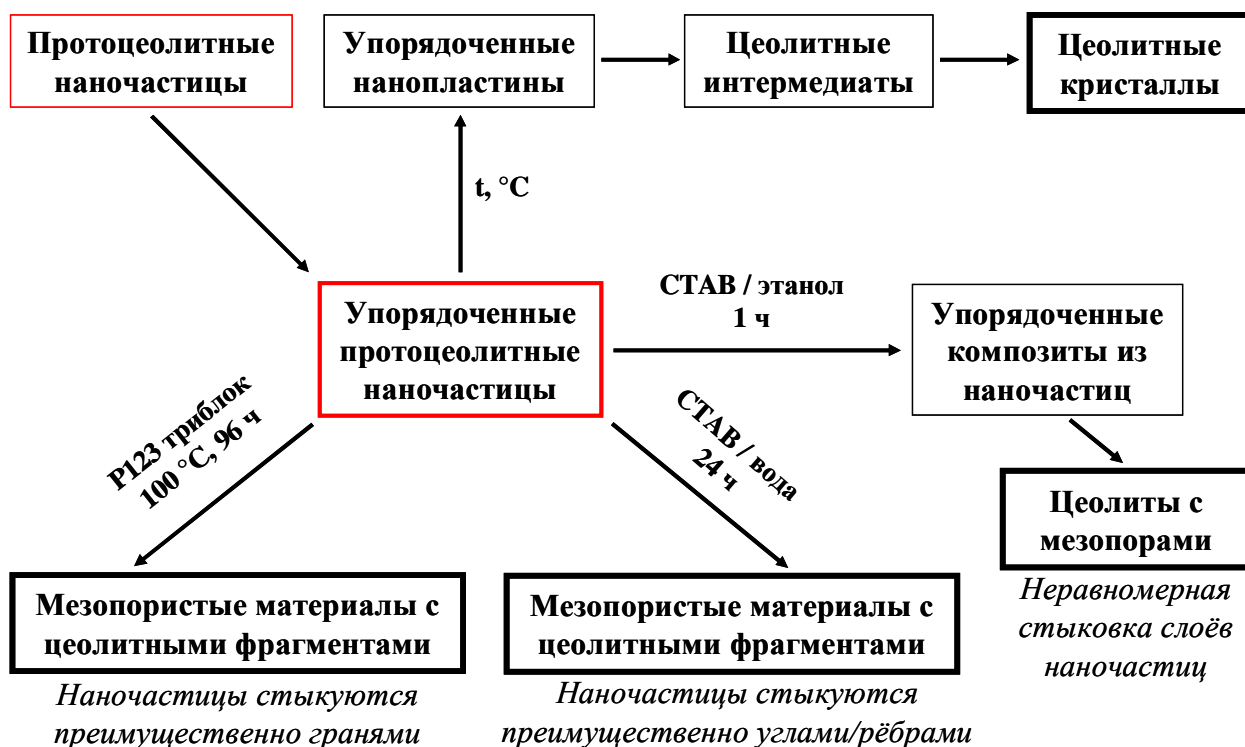 Протоцеолитные
наночастицы
Упорядоченные
нанопластины
Цеолитные
интермедиаты
Цеолитные
кристаллы
t, °C
Упорядоченные
протоцеолитные
наночастицы
СТАВ / этанол
1 ч
Упорядоченные
композиты из
наночастиц
P123 триблок
100 °C, 96 ч
СТАВ / вода
24 ч
Цеолиты с
мезопорами
Неравномерная
стыковка слоёв
наночастиц
Мезопористые материалы с
цеолитными фрагментами
Наночастицы стыкуются
преимущественно гранями
Мезопористые материалы с
цеолитными фрагментами
Наночастицы стыкуются
преимущественно углами/рёбрами